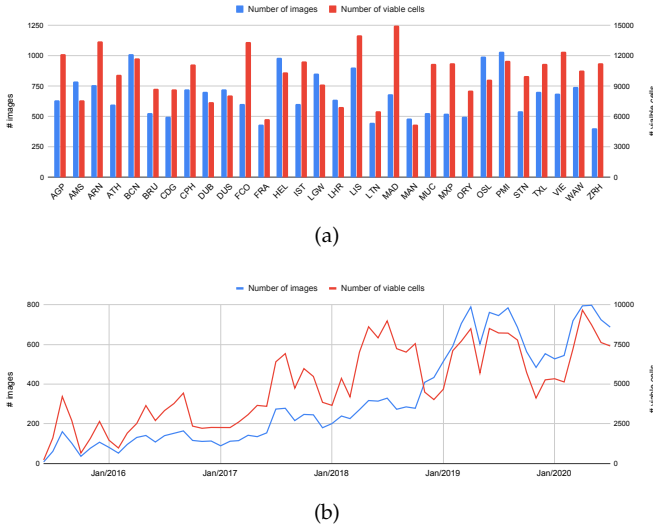 Number of images Number of viable cells
1250 15000
1000 12000
750 9000
500 6000
250 3000
0 0
# images
# viable cells
AGP AMS ARN ATH BCN BRU CDG CPH DUB DUS FCO FRA HEL IST LGW LHR LIS LTN MAD MAN MUC MXP ORY OSL PMI STN TXL VIE WAW ZRH
(a)
Number of images Number of viable cells
800 10000
600 7500
400 5000
200 2500
0 0
# images
# viable cells
Jan/2016 Jan/2017 Jan/2018 Jan/2019 Jan/2020
(b)